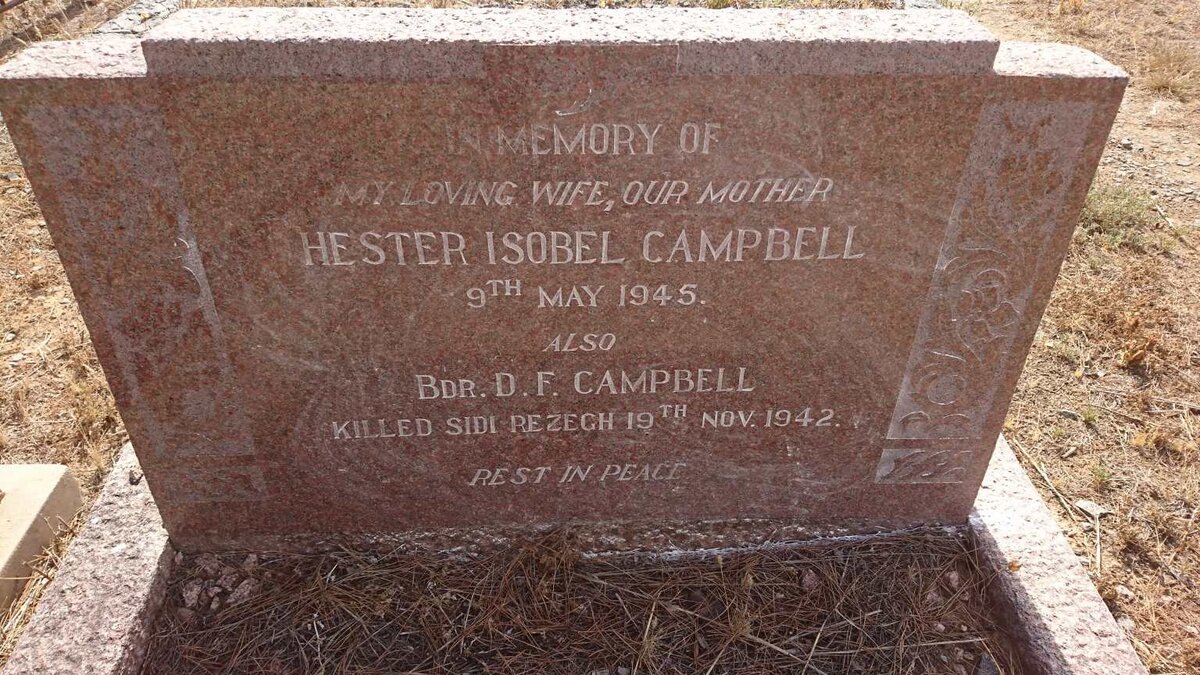 IN MEMORY OF
MY LOVING WIFE, OUR MOTHER
HESTER ISOBEL CAMPBELL
9TH MAY 1945.
ALSO
BDR. D. F. CAMPBELL
KILLED SIDI REZEGH 19TH NOV. 1942.
REST IN PEACE